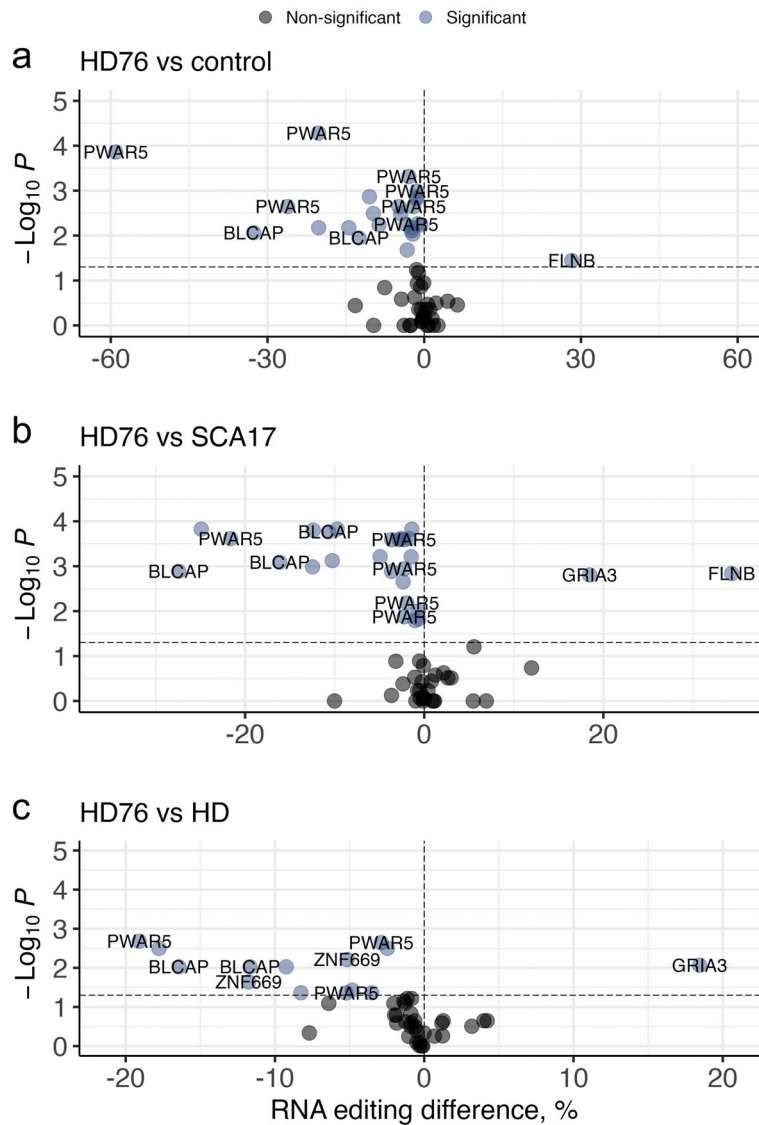 Non-significant Significant
a HD76 vs control
5
4
3
2
1
0
−Log10 P
PWAR5
PWAR5
PWAR5
PWAR5
PWAR5
PWAR5
PWAR5
BLCAP
BLCAP
FLNB
-60 -30 0 30 60
b HD76 vs SCA17
5
4
3
2
1
0
−Log10 P
BLCAP
PWAR5
PWAR5
BLCAP
PWAR5
BLCAP
GRIA3
FLNB
PWAR5
PWAR5
-20 0 20
c HD76 vs HD
5
4
3
2
1
0
−Log10 P
PWAR5
PWAR5
ZNF669
BLCAP
BLCAP
GRIA3
ZNF669
PWAR5
-20 -10 0 10 20
RNA editing difference, %